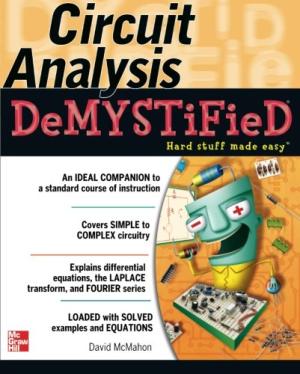 Circuit
Analysis
DeMYSTiFieD®
Hard stuff made easy™
An IDEAL COMPANION to
a standard course of instruction
Covers SIMPLE to
COMPLEX circuitry
Explains differential
equations, the LAPLACE
transform, and FOURIER series
LOADED with SOLVED
examples and EQUATIONS
Mc
Graw
Hill
David McMahon